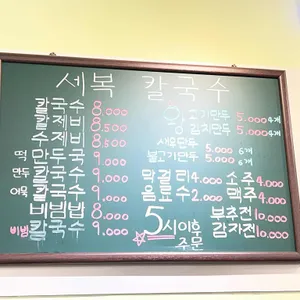 세복 칼국수
칼국수 8.000
칼제비 8.500
수제비 8.500
떡 만두국 9.000
만두 칼국수 9.000
어묵 칼국수 9.000
비빔밥 8.000
비빔 칼국수 9.000
왕 고기만두 5.000 4개
김치만두 5.000 4개
새우만두 5.000 6개
불고기만두 5.000 6개
막걸리 4.000 소주 4.000
음료수 2.000 맥주 4.000
5시이후 주문
부추전 10.000
감자전 10.000